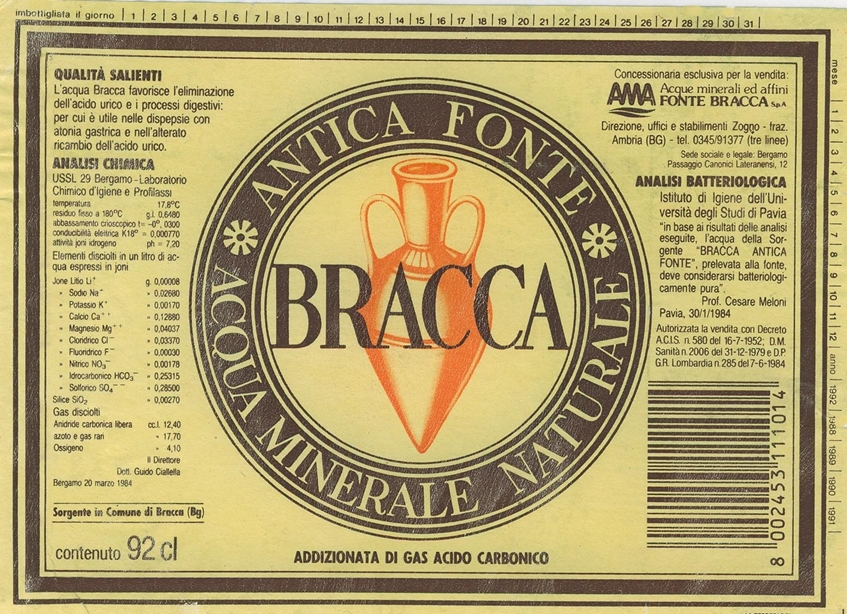 imbottigliata il giorno 1 2 3 4 5 6 7 8 9 10 11 12 13 14 15 16 17 18 19 20 21 22 23 24 25 26 27 28 29 30 31
QUALITÀ SALIENTI
L'acqua Bracca favorisce l'eliminazione
dell'acido urico e i processi digestivi:
per cui è utile nelle dispepsie con
atonia gastrica e nell'alterato
ricambio dell'acido urico.
ANALISI CHIMICA
USSL 29 Bergamo - Laboratorio
Chimico d'Igiene e Profilassi
temperatura 17,8°C
residuo fisso a 180°C g.l. 0,6480
abbassamento crioscopico t= -0°, 0300
conducibilità elettrica K18° = 0,000770
attività joni idrogeno ph = 7,20
Elementi disciolti in un litro di ac-
qua espressi in joni
Jone Litio Li+ g. 0,00008
» Sodio Na+ » 0,02680
» Potassio K+ » 0,00170
» Calcio Ca++ » 0,12880
» Magnesio Mg++ » 0,04037
» Cloridrico Cl- » 0,03370
» Fluoridrico F- » 0,00030
» Nitrico NO3- » 0,00178
» Idrocarbonico HCO3- » 0,25315
» Solforico SO4-- » 0,28500
Silice SiO2 » 0,00270
Gas disciolti
Anidride carbonica libera cc.l. 12,40
azoto e gas rari » 17,70
Ossigeno » 4,10
Il Direttore
Dott. Guido Ciallella
Bergamo 20 marzo 1984
Sorgente in Comune di Bracca (Bg)
contenuto 92 cl
ANTICA FONTE
BRACCA
ACQUA MINERALE NATURALE
ADDIZIONATA DI GAS ACIDO CARBONICO
Concessionaria esclusiva per la vendita:
AMA Acque minerali ed affini
FONTE BRACCA S.p.A
Direzione, uffici e stabilimenti Zogno - fraz.
Ambria (BG) - tel. 0345/91377 (tre linee)
Sede sociale e legale: Bergamo
Passaggio Canonici Lateranensi, 12
ANALISI BATTERIOLOGICA
Istituto di Igiene dell'Uni-
versità degli Studi di Pavia
"in base ai risultati delle analisi
eseguite, l'acqua della Sor-
gente "BRACCA ANTICA
FONTE", prelevata alla fonte,
deve considerarsi batteriologi-
camente pura".
Prof. Cesare Meloni
Pavia, 30/1/1984
Autorizzata la vendita con Decreto
A.C.I.S. n. 580 del 16-7-1952; D.M.
Sanità n. 2006 del 31-12-1979 e D.P.
G.R. Lombardia n. 285 del 7-6-1984
8 002453 111014
mese 1 2 3 4 5 6 7 8 9 10 11 12 anno 1992 1988 1989 1990 1991